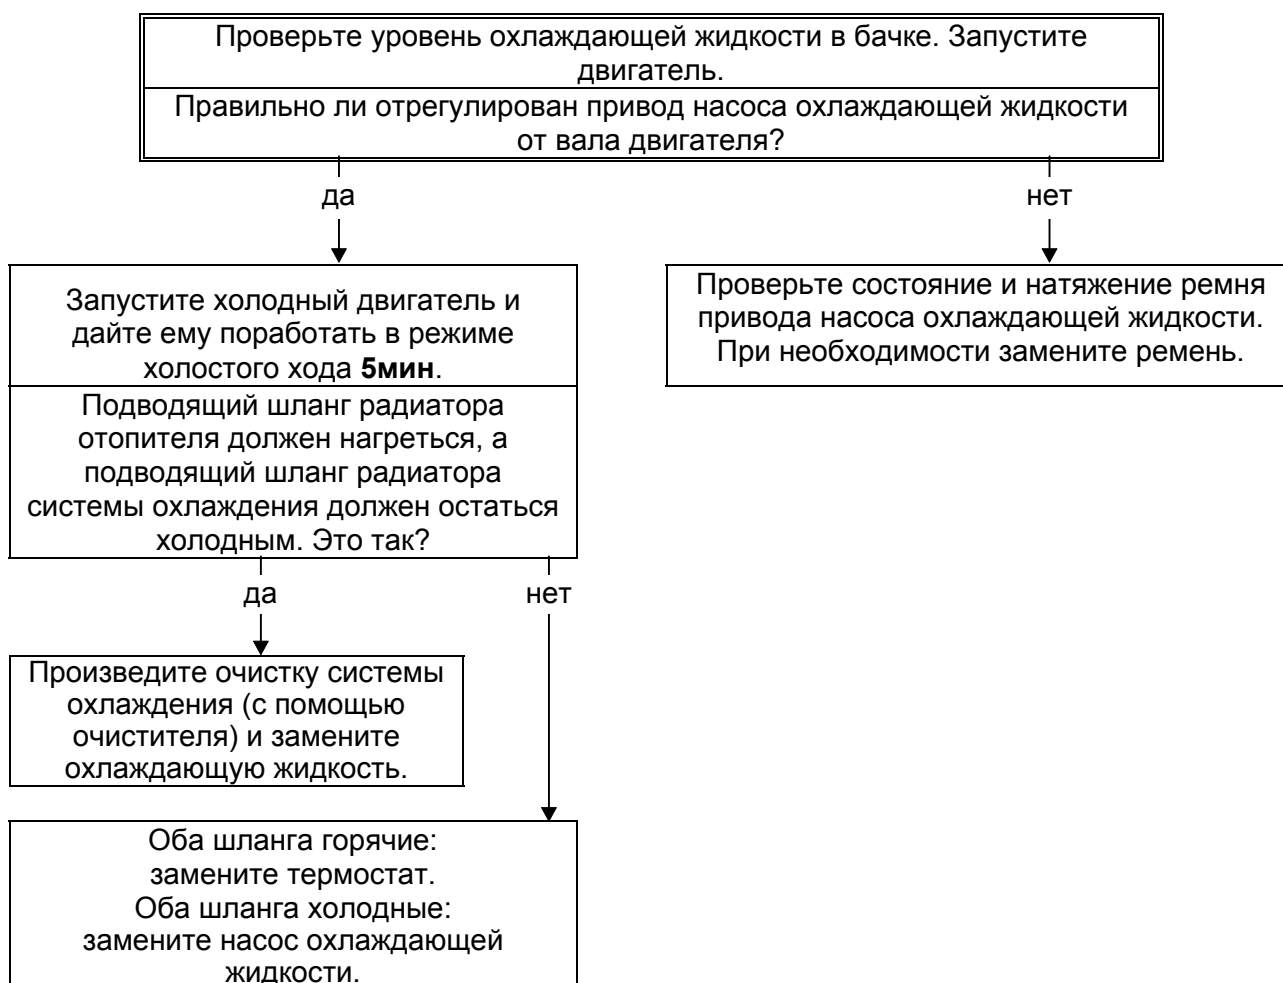 Проверьте уровень охлаждающей жидкости в бачке. Запустите
двигатель.
Правильно ли отрегулирован привод насоса охлаждающей жидкости
от вала двигателя?
да
нет
Запустите холодный двигатель и
дайте ему поработать в режиме
холостого хода 5мин.
Подводящий шланг радиатора
отопителя должен нагреться, а
подводящий шланг радиатора
системы охлаждения должен остаться
холодным. Это так?
Проверьте состояние и натяжение ремня
привода насоса охлаждающей жидкости.
При необходимости замените ремень.
да
нет
Произведите очистку системы
охлаждения (с помощью
очистителя) и замените
охлаждающую жидкость.
Оба шланга горячие:
замените термостат.
Оба шланга холодные:
замените насос охлаждающей
жидкости.